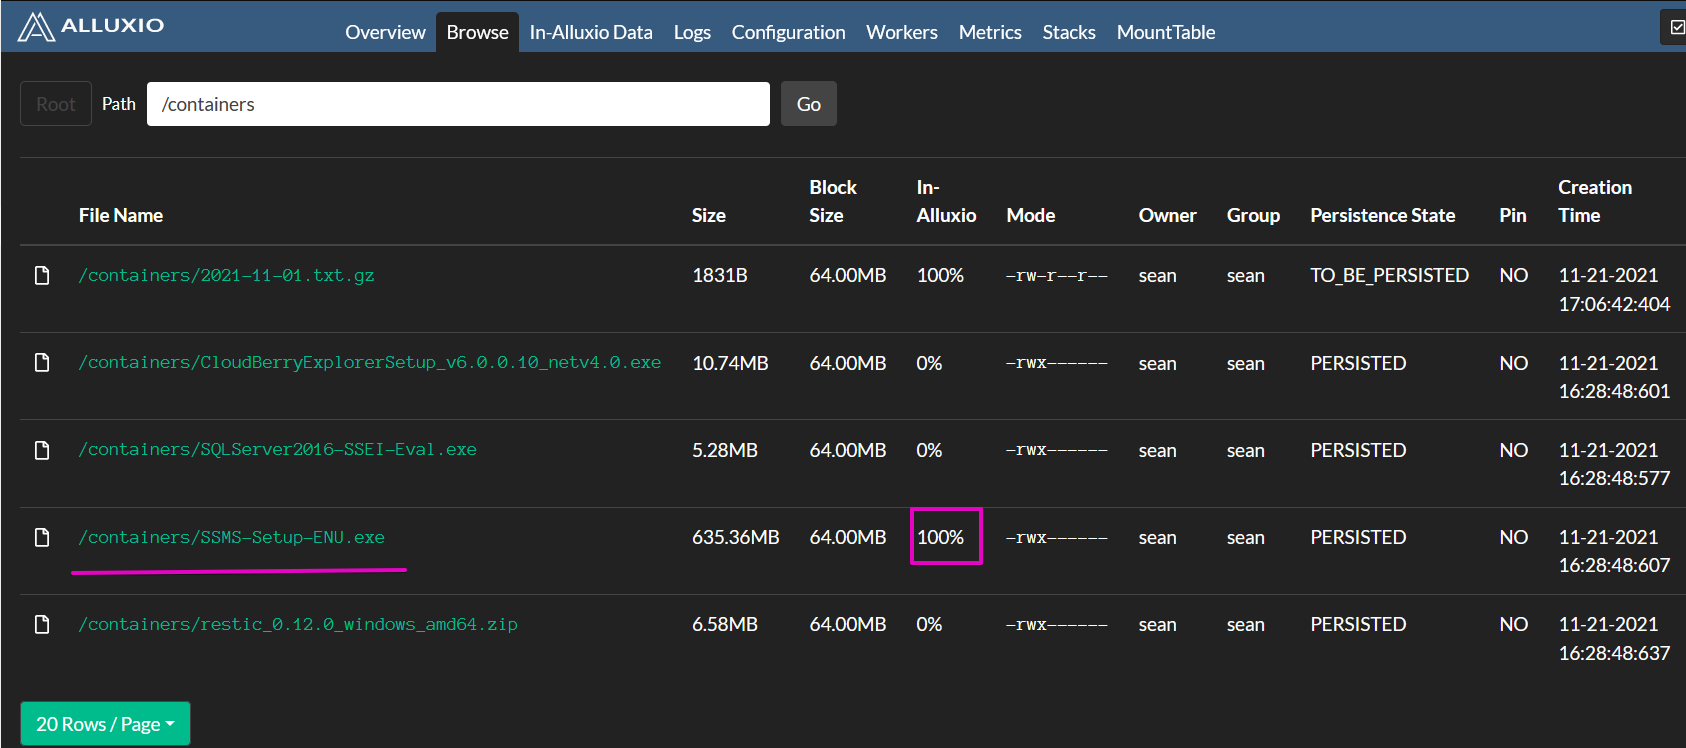 ALLUXIO
Overview Browse In-Alluxio Data Logs Configuration Workers Metrics Stacks MountTable
Root Path /containers Go
File Name Size Block Size In-Alluxio Mode Owner Group Persistence State Pin Creation Time
/containers/2021-11-01.txt.gz 1831B 64.00MB 100% -rw-r--r-- sean sean TO_BE_PERSISTED NO 11-21-2021
17:06:42:404
/containers/CloudBerryExplorerSetup_v6.0.0.10_netv4.0.exe 10.74MB 64.00MB 0% -rwx------ sean sean PERSISTED NO 11-21-2021
16:28:48:601
/containers/SQLServer2016-SSEI-Eval.exe 5.28MB 64.00MB 0% -rwx------ sean sean PERSISTED NO 11-21-2021
16:28:48:577
/containers/SSMS-Setup-ENU.exe 635.36MB 64.00MB 100% -rwx------ sean sean PERSISTED NO 11-21-2021
16:28:48:607
/containers/restic_0.12.0_windows_amd64.zip 6.58MB 64.00MB 0% -rwx------ sean sean PERSISTED NO 11-21-2021
16:28:48:637
20 Rows / Page